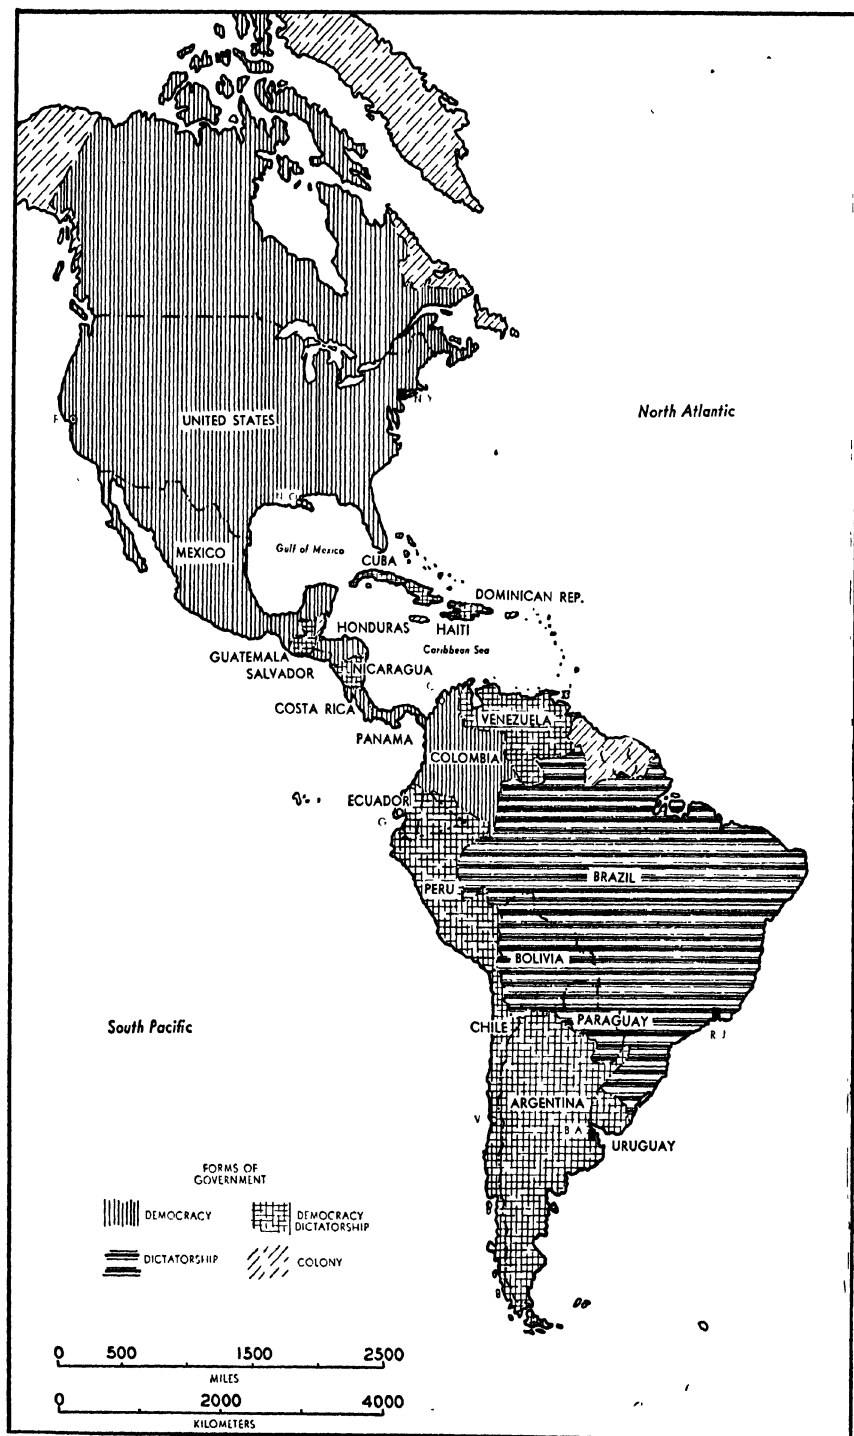 UNITED STATES
N Y
F
North Atlantic
N O
MEXICO
Gulf of Mexico
CUBA
DOMINICAN REP.
HONDURAS
HAITI
Caribbean Sea
GUATEMALA
SALVADOR
NICARAGUA
C
COSTA RICA
VENEZUELA
PANAMA
COLOMBIA
ECUADOR
G
BRAZIL
PERU
BOLIVIA
South Pacific
CHILE
PARAGUAY
R J
ARGENTINA
V
B A
URUGUAY
FORMS OF
GOVERNMENT
DEMOCRACY
DEMOCRACY
DICTATORSHIP
DICTATORSHIP
COLONY
0 500 1500 2500
MILES
0 2000 4000
KILOMETERS